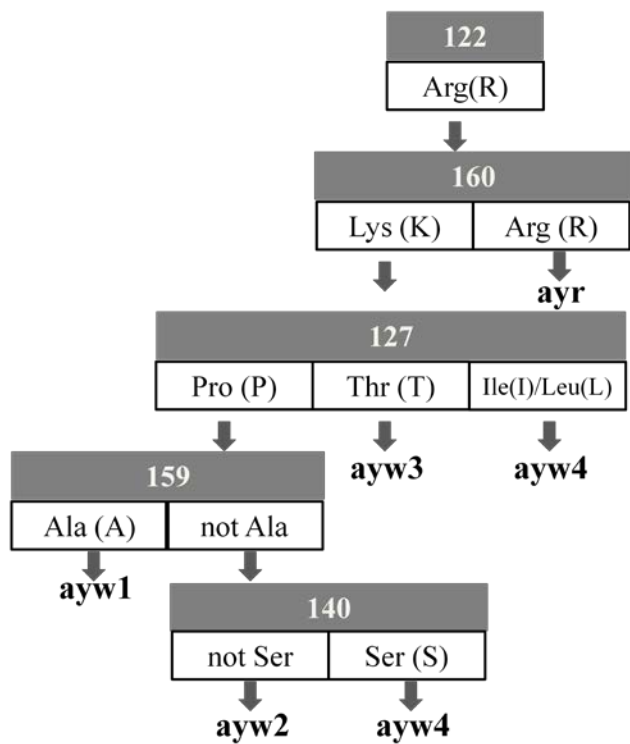 122
Arg(R)
160
Lys (K) Arg (R)
ayr
127
Pro (P) Thr (T) Ile(I)/Leu(L)
ayw3 ayw4
159
Ala (A) not Ala
ayw1
140
not Ser Ser (S)
ayw2 ayw4